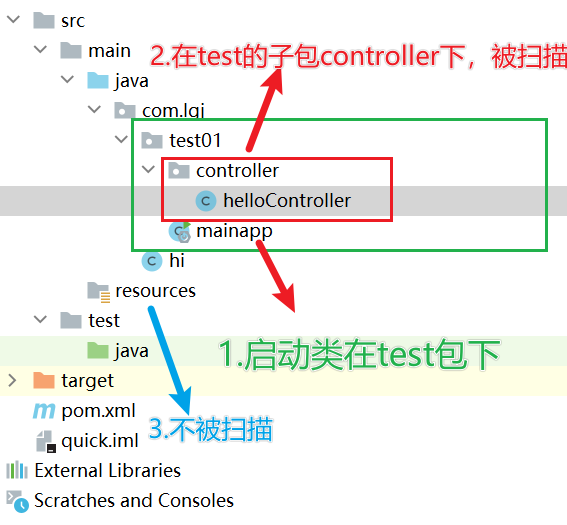 src
main
2.在test的子包controller下，被扫描
java
com.lgj
test01
controller
helloController
mainapp
hi
resources
test
1.启动类在test包下
java
target
pom.xml
3.不被扫描
quick.iml
External Libraries
Scratches and Consoles